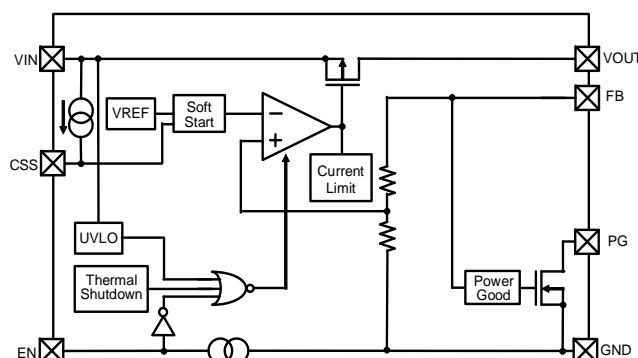 VIN
VOUT
FB
VREF
Soft
Start
−
+
CSS
Current
Limit
UVLO
PG
Thermal
Shutdown
Power
Good
EN
GND